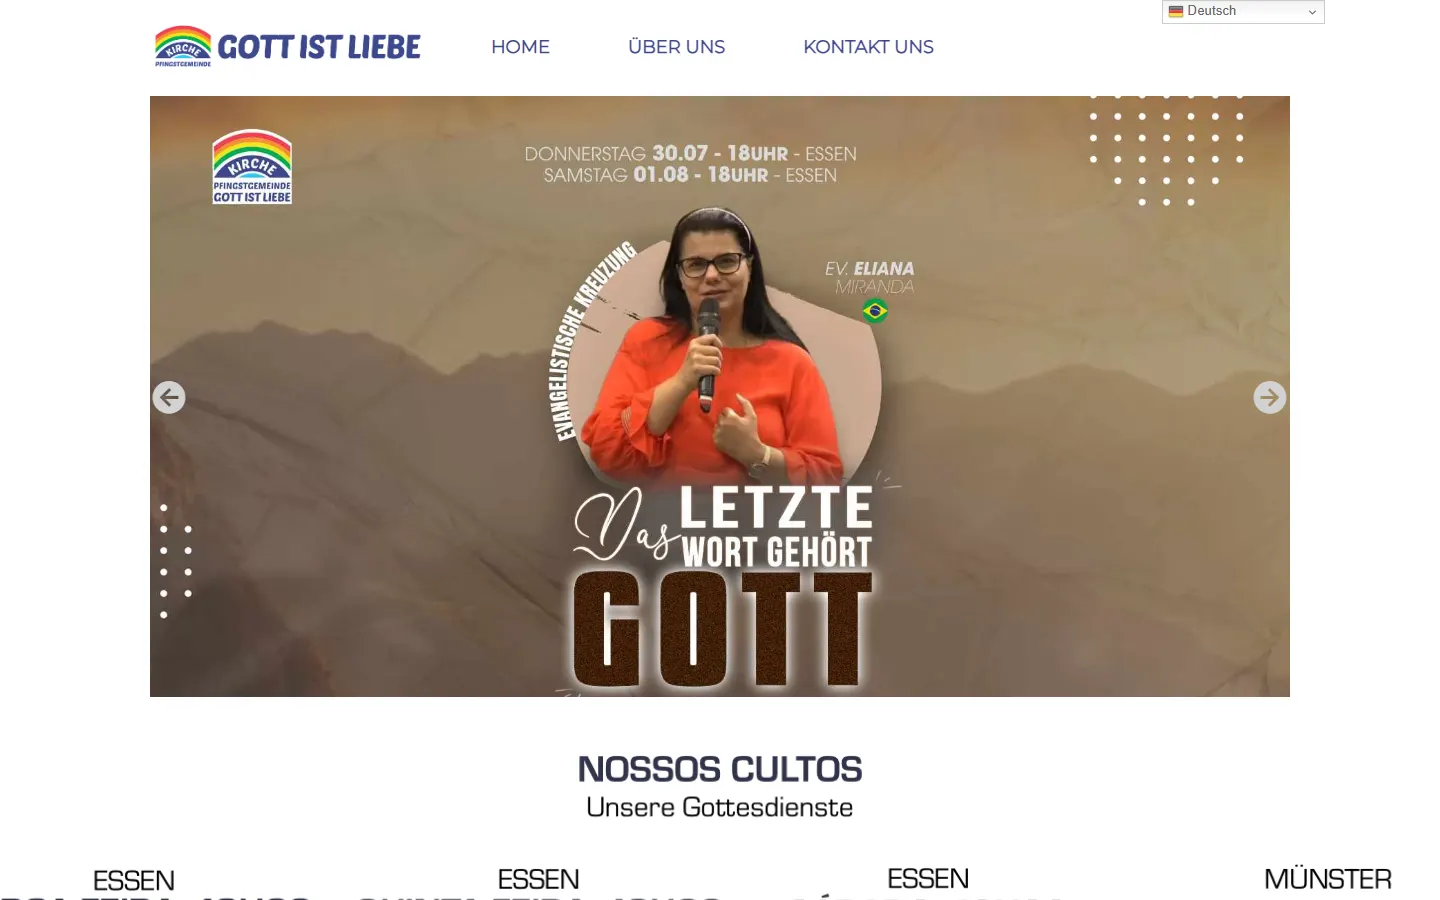 Deutsch
KIRCHE
PFINGSTGEMEINDE
GOTT IST LIEBE
HOME
ÜBER UNS
KONTAKT UNS
KIRCHE
PFINGSTGEMEINDE
GOTT IST LIEBE
DONNERSTAG 30.07 - 18UHR - ESSEN
SAMSTAG 01.08 - 18UHR - ESSEN
EVANGELISTISCHE KREUZUNG
EV. ELIANA
MIRANDA
Das LETZTE
WORT GEHÖRT
GOTT
NOSSOS CULTOS
Unsere Gottesdienste
ESSEN
ESSEN
ESSEN
MÜNSTER